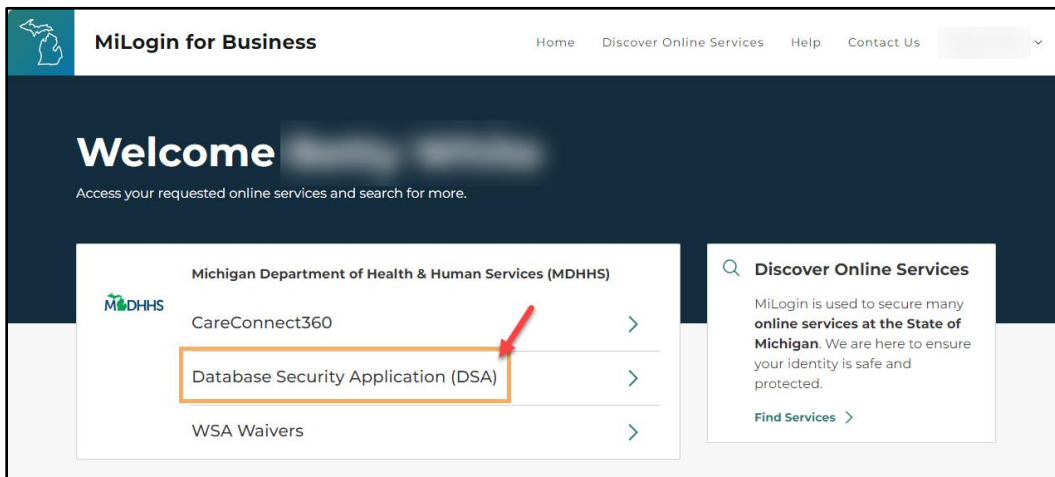 MiLogin for Business
Home Discover Online Services Help Contact Us
Welcome
Access your requested online services and search for more.
Michigan Department of Health & Human Services (MDHHS)
MDHHS
CareConnect360
Database Security Application (DSA)
WSA Waivers
Discover Online Services
MiLogin is used to secure many
online services at the State of
Michigan. We are here to ensure
your identity is safe and
protected.
Find Services